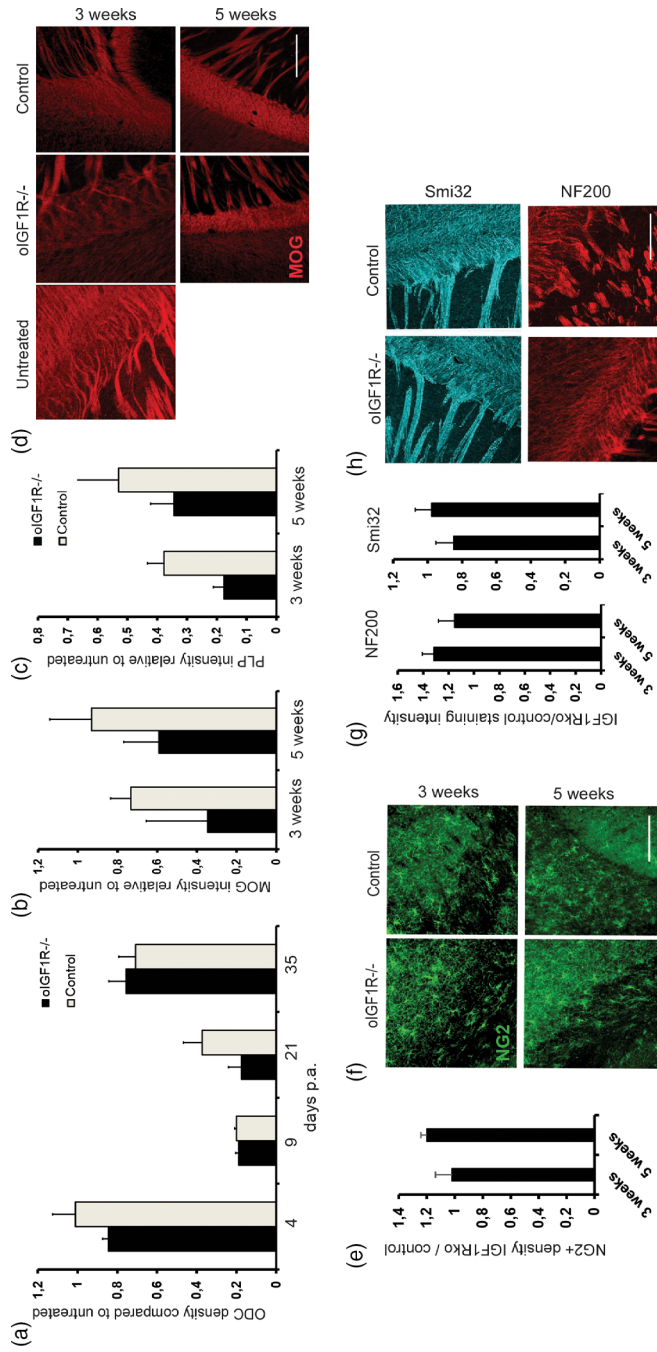 (a)
ODC density compared to untreated
1,2
1
0,8
0,6
0,4
0,2
0
4
9
21
35
days p.a.
oIGF1R-/-
Control
(b)
MOG intensity relative to untreated
1,2
1
0,8
0,6
0,4
0,2
0
3 weeks
5 weeks
(c)
PLP intensity relative to untreated
0,8
0,7
0,6
0,5
0,4
0,3
0,2
0,1
0
3 weeks
5 weeks
oIGF1R-/-
Control
(d)
Untreated
oIGF1R-/-
Control
3 weeks
5 weeks
MOG
(e)
NG2+ density IGF1Rko / control
1,4
1,2
1
0,8
0,6
0,4
0,2
0
3 weeks
5 weeks
(f)
oIGF1R-/-
Control
3 weeks
5 weeks
NG2
(g)
IGF1Rko/control staining intensity
NF200
1,6
1,4
1,2
1
0,8
0,6
0,4
0,2
0
3 weeks
5 weeks
Smi32
1,2
1
0,8
0,6
0,4
0,2
0
3 weeks
5 weeks
(h)
oIGF1R-/-
Control
Smi32
NF200